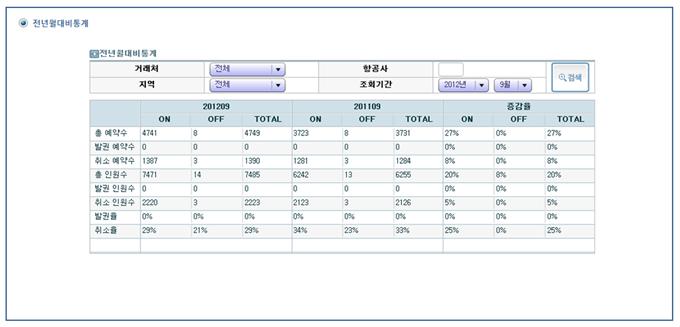 전년월대비통계
전년월대비통계
거래처 전체 항공사
지역 전체 조회기간 2012년 9월 검색
201209 201109 증감율
ON OFF TOTAL ON OFF TOTAL ON OFF TOTAL
총 예약수 4741 8 4749 3723 8 3731 27% 0% 27%
발권 예약수 0 0 0 0 0 0 0% 0% 0%
취소 예약수 1387 3 1390 1281 3 1284 8% 0% 8%
총 인원수 7471 14 7485 6242 13 6255 20% 8% 20%
발권 인원수 0 0 0 0 0 0 0% 0% 0%
취소 인원수 2220 3 2223 2123 3 2126 5% 0% 5%
발권율 0% 0% 0% 0% 0% 0% 0% 0% 0%
취소율 29% 21% 29% 34% 23% 33% 25% 0% 25%